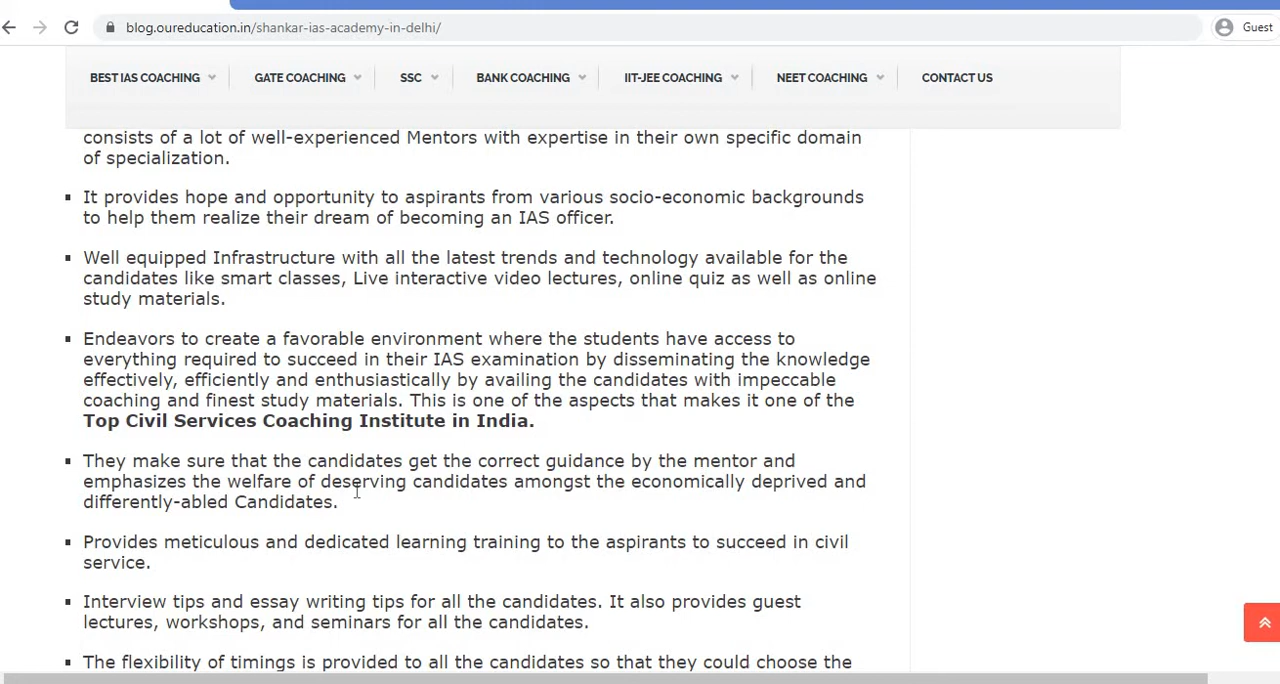 blog.oureducation.in/shankar-ias-academy-in-delhi/
Guest
BEST IAS COACHING GATE COACHING SSC BANK COACHING IIT-JEE COACHING NEET COACHING CONTACT US
consists of a lot of well-experienced Mentors with expertise in their own specific domain
of specialization.
It provides hope and opportunity to aspirants from various socio-economic backgrounds
to help them realize their dream of becoming an IAS officer.
Well equipped Infrastructure with all the latest trends and technology available for the
candidates like smart classes, Live interactive video lectures, online quiz as well as online
study materials.
Endeavors to create a favorable environment where the students have access to
everything required to succeed in their IAS examination by disseminating the knowledge
effectively, efficiently and enthusiastically by availing the candidates with impeccable
coaching and finest study materials. This is one of the aspects that makes it one of the
Top Civil Services Coaching Institute in India.
They make sure that the candidates get the correct guidance by the mentor and
emphasizes the welfare of deserving candidates amongst the economically deprived and
differently-abled Candidates.
Provides meticulous and dedicated learning training to the aspirants to succeed in civil
service.
Interview tips and essay writing tips for all the candidates. It also provides guest
lectures, workshops, and seminars for all the candidates.
The flexibility of timings is provided to all the candidates so that they could choose the